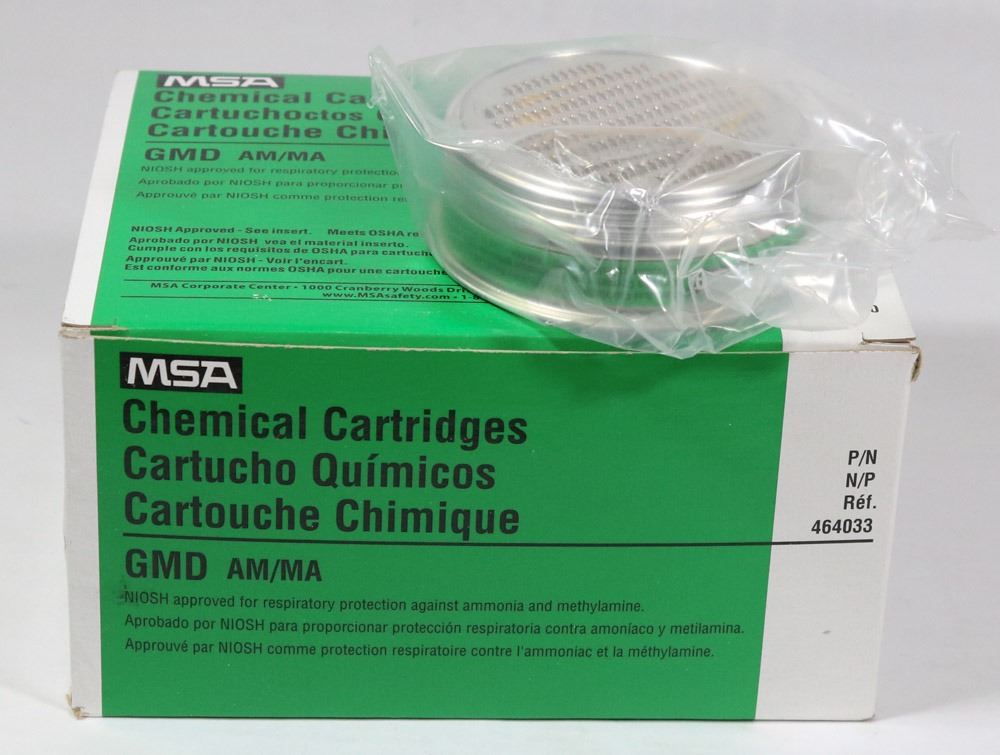 MSA
Chemical Ca
Cartuchoctos
Cartouche Chi
GMD AM/MA
NIOSH approved for respiratory protectio
Aprobado por NIOSH para proporcionar
Approuvé par NIOSH comme protection
NIOSH Approved - See insert. Meets OSHA
Aprobado por NIOSH vea el material inserto.
Cumple con los requisitos de OSHA para cartuch
Approuvé par NIOSH - Voir l'encart.
Est conforme aux normes OSHA pour une cartouche
MSA Corporate Center • 1000 Cranberry Woods
www.MSAsafety.com • 1-8
MSA
Chemical Cartridges
Cartucho Químicos
Cartouche Chimique
GMD AM/MA
NIOSH approved for respiratory protection against ammonia and methylamine.
Aprobado por NIOSH para proporcionar protección respiratoria contra amoníaco y metilamina.
Approuvé par NIOSH comme protection respiratoire contre l'ammoniac et la méthylamine.
P/N
N/P
Réf.
464033